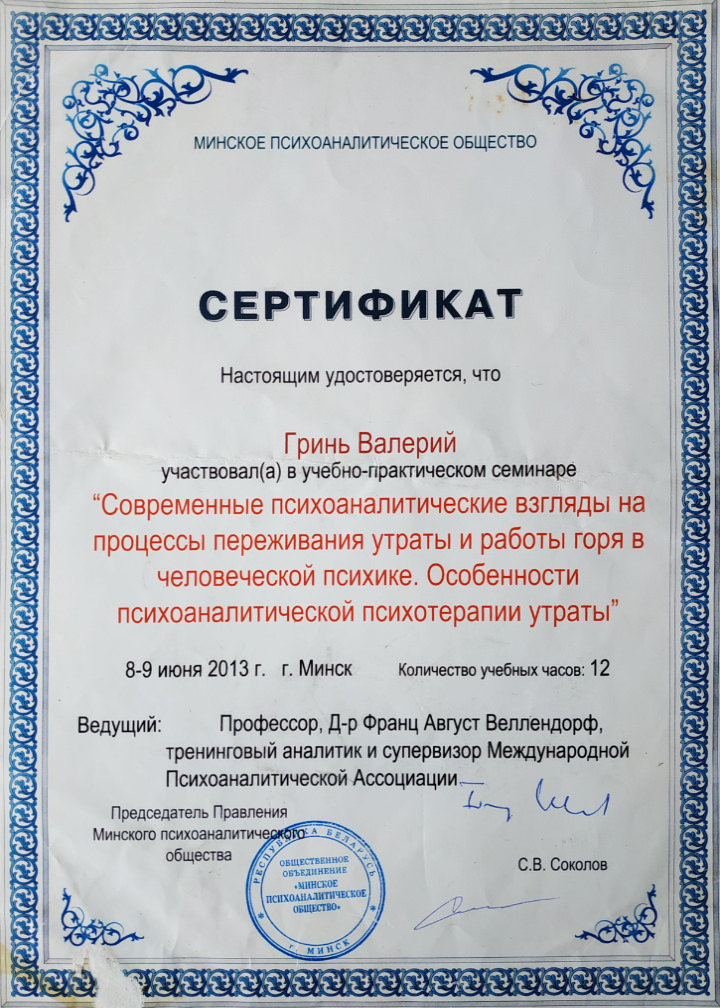 МИНСКОЕ ПСИХОАНАЛИТИЧЕСКОЕ ОБЩЕСТВО
СЕРТИФИКАТ
Настоящим удостоверяется, что
Гринь Валерий
участвовал(а) в учебно-практическом семинаре
“Современные психоаналитические взгляды на
процессы переживания утраты и работы горя в
человеческой психике. Особенности
психоаналитической психотерапии утраты”
8-9 июня 2013 г. г. Минск Количество учебных часов: 12
Ведущий: Профессор, Д-р Франц Август Веллендорф,
тренинговый аналитик и супервизор Международной
Психоаналитической Ассоциации
Председатель Правления
Минского психоаналитического
общества
С.В. Соколов
РЕСПУБЛИКА БЕЛАРУСЬ
ОБЩЕСТВЕННОЕ
ОБЪЕДИНЕНИЕ
«МИНСКОЕ
ПСИХОАНАЛИТИЧЕСКОЕ
ОБЩЕСТВО»
г. МИНСК